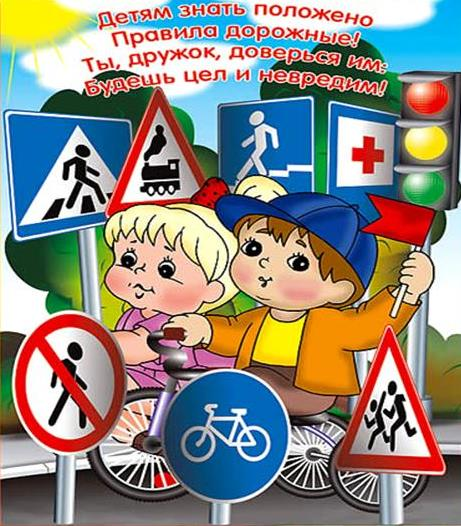 Детям знать положено
Правила дорожные!
Ты, дружок, доверься им:
Будешь цел и невредим!